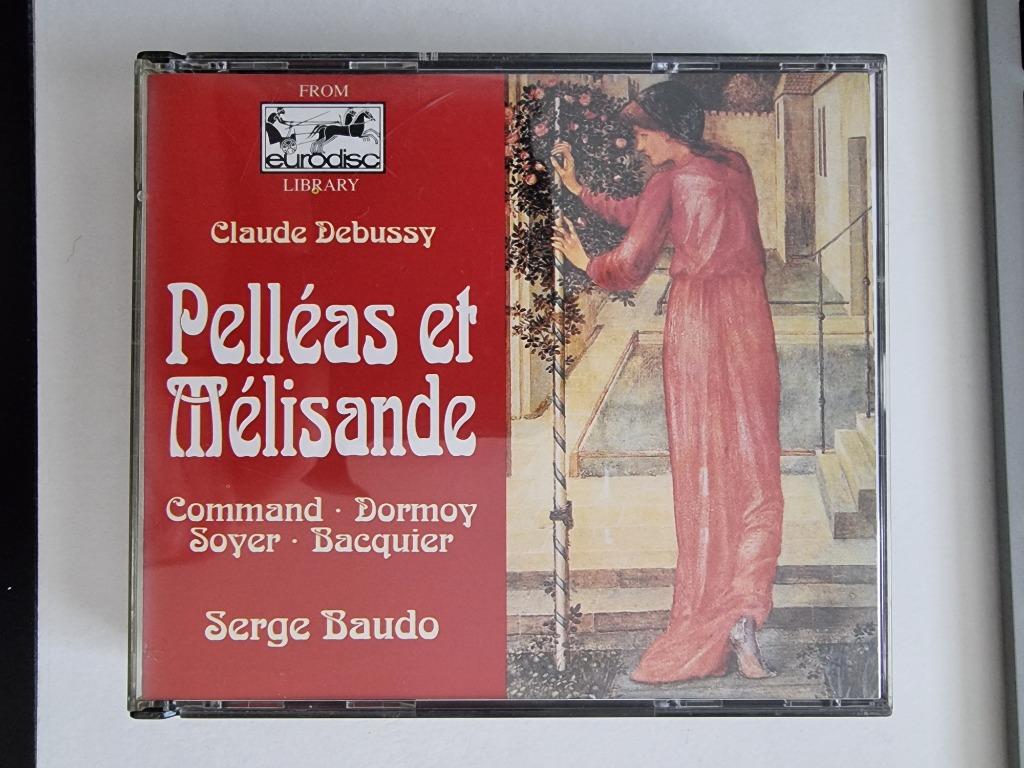 FROM
eurodisc
LIBRARY
Claude Debussy
Pelléas et
Mélisande
Command · Dormoy
Soyer · Bacquier
Serge Baudo